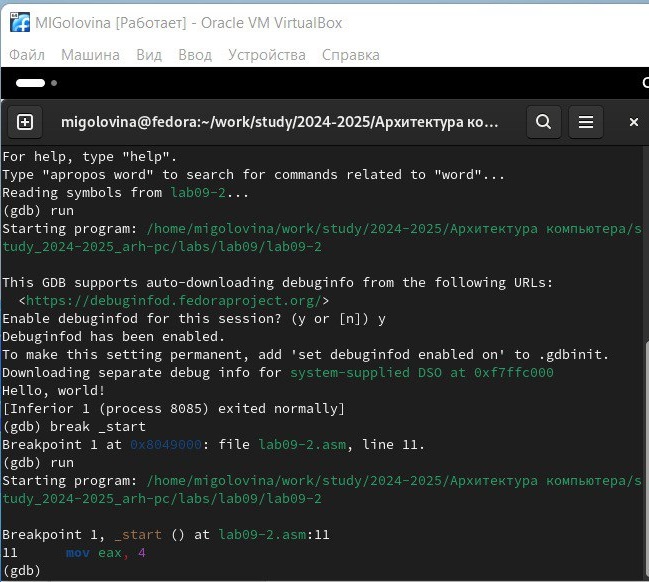 MIGolovina [Работает] - Oracle VM VirtualBox
Файл Машина Вид Ввод Устройства Справка
migolovina@fedora:~/work/study/2024-2025/Архитектура ко...
For help, type "help".
Type "apropos word" to search for commands related to "word"...
Reading symbols from lab09-2...
(gdb) run
Starting program: /home/migolovina/work/study/2024-2025/Архитектура компьютера/s
tudy_2024-2025_arh-pc/labs/lab09/lab09-2
This GDB supports auto-downloading debuginfo from the following URLs:
<https://debuginfod.fedoraproject.org/>
Enable debuginfod for this session? (y or [n]) y
Debuginfod has been enabled.
To make this setting permanent, add 'set debuginfod enabled on' to .gdbinit.
Downloading separate debug info for system-supplied DSO at 0xf7ffc000
Hello, world!
[Inferior 1 (process 8085) exited normally]
(gdb) break _start
Breakpoint 1 at 0x8049000: file lab09-2.asm, line 11.
(gdb) run
Starting program: /home/migolovina/work/study/2024-2025/Архитектура компьютера/s
tudy_2024-2025_arh-pc/labs/lab09/lab09-2
Breakpoint 1, _start () at lab09-2.asm:11
11 mov eax, 4
(gdb)